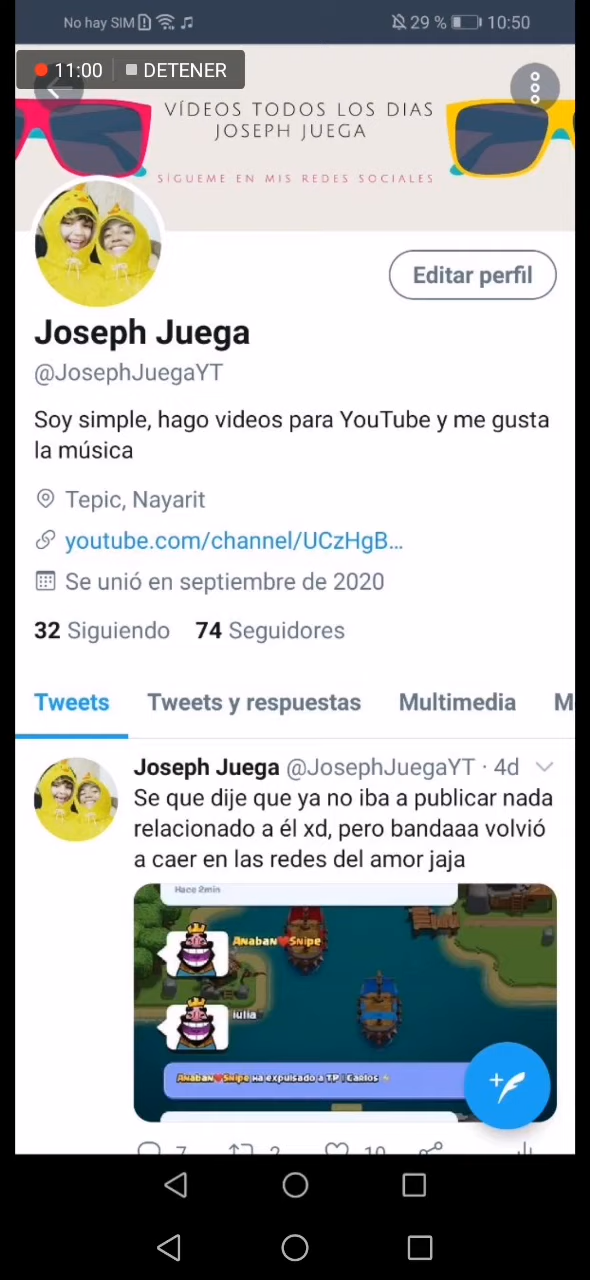 No hay SIM 29 % 10:50
11:00 DETENER
VÍDEOS TODOS LOS DIAS
JOSEPH JUEGA
SÍGUEME EN MIS REDES SOCIALES
Editar perfil
Joseph Juega
@JosephJuegaYT
Soy simple, hago videos para YouTube y me gusta
la música
Tepic, Nayarit
youtube.com/channel/UCzHgB...
Se unió en septiembre de 2020
32 Siguiendo 74 Seguidores
Tweets Tweets y respuestas Multimedia M
Joseph Juega @JosephJuegaYT · 4d
Se que dije que ya no iba a publicar nada
relacionado a él xd, pero bandaaa volvió
a caer en las redes del amor jaja
Hace 2min
Anaban❤️Snipe
iulia
Anaban❤️Snipe ha expulsado a TP | Carlos
7 2 10